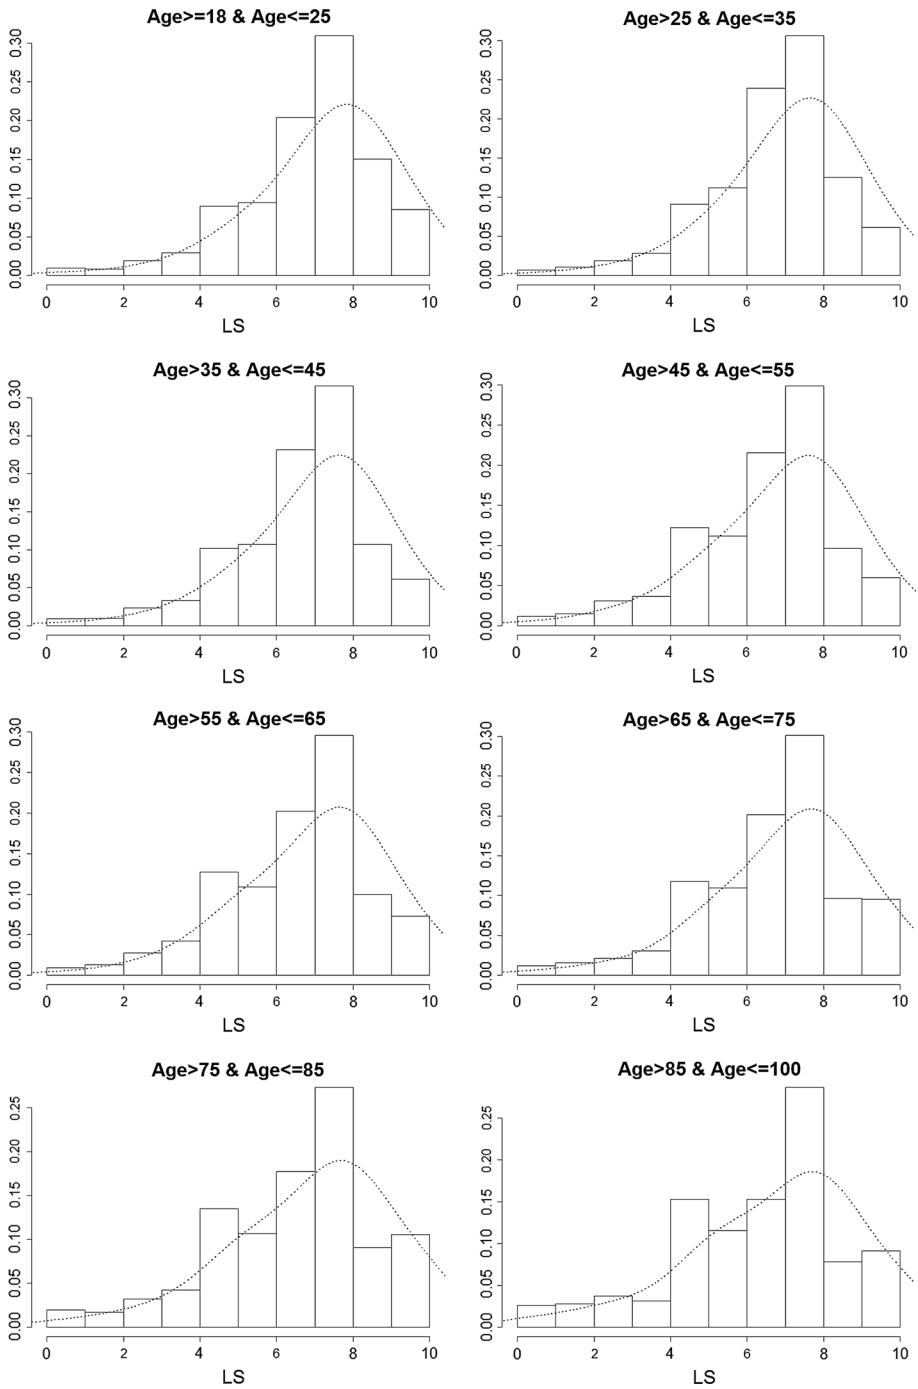 Age>=18 & Age<=25
0.00 0.05 0.10 0.15 0.20 0.25 0.30
0 2 4 6 8 10
LS
Age>25 & Age<=35
0.00 0.05 0.10 0.15 0.20 0.25 0.30
0 2 4 6 8 10
LS
Age>35 & Age<=45
0.00 0.05 0.10 0.15 0.20 0.25 0.30
0 2 4 6 8 10
LS
Age>45 & Age<=55
0.00 0.05 0.10 0.15 0.20 0.25 0.30
0 2 4 6 8 10
LS
Age>55 & Age<=65
0.00 0.05 0.10 0.15 0.20 0.25 0.30
0 2 4 6 8 10
LS
Age>65 & Age<=75
0.00 0.05 0.10 0.15 0.20 0.25 0.30
0 2 4 6 8 10
LS
Age>75 & Age<=85
0.00 0.05 0.10 0.15 0.20 0.25
0 2 4 6 8 10
LS
Age>85 & Age<=100
0.00 0.05 0.10 0.15 0.20 0.25
0 2 4 6 8 10
LS